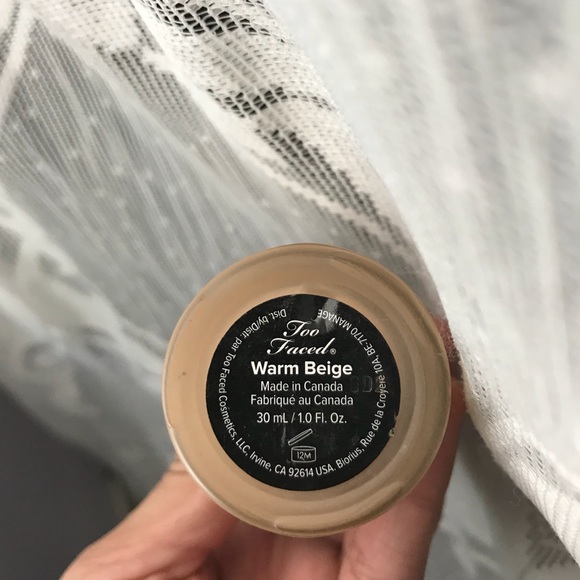 Too
Faced®
Warm Beige
Made in Canada
Fabriqué au Canada
30 mL / 1.0 Fl. Oz.
12M
Dist. by/Distr. par Too Faced Cosmetics, LLC, Irvine, CA 92614 USA. Biorius, Rue de la Croyere 10A, BE-7170 MANAGE